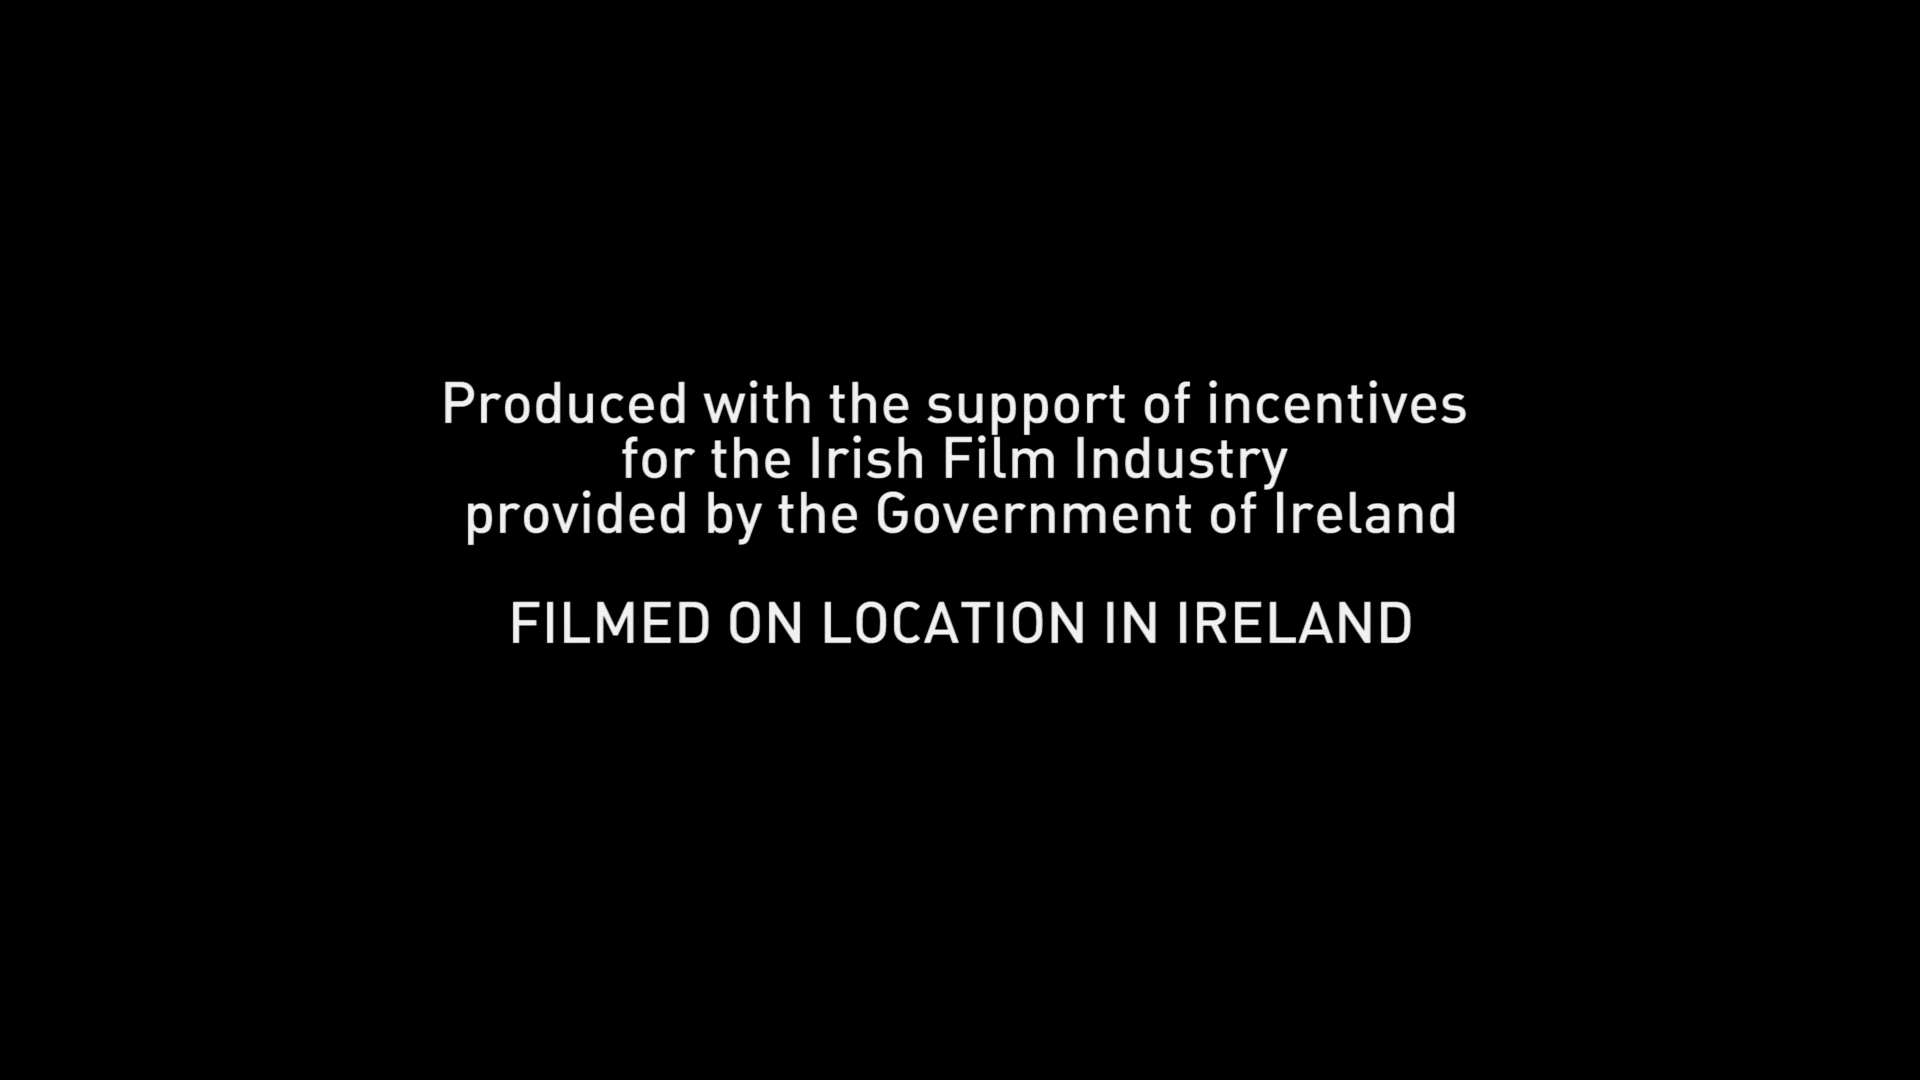 Produced with the support of incentives
for the Irish Film Industry
provided by the Government of Ireland
FILMED ON LOCATION IN IRELAND